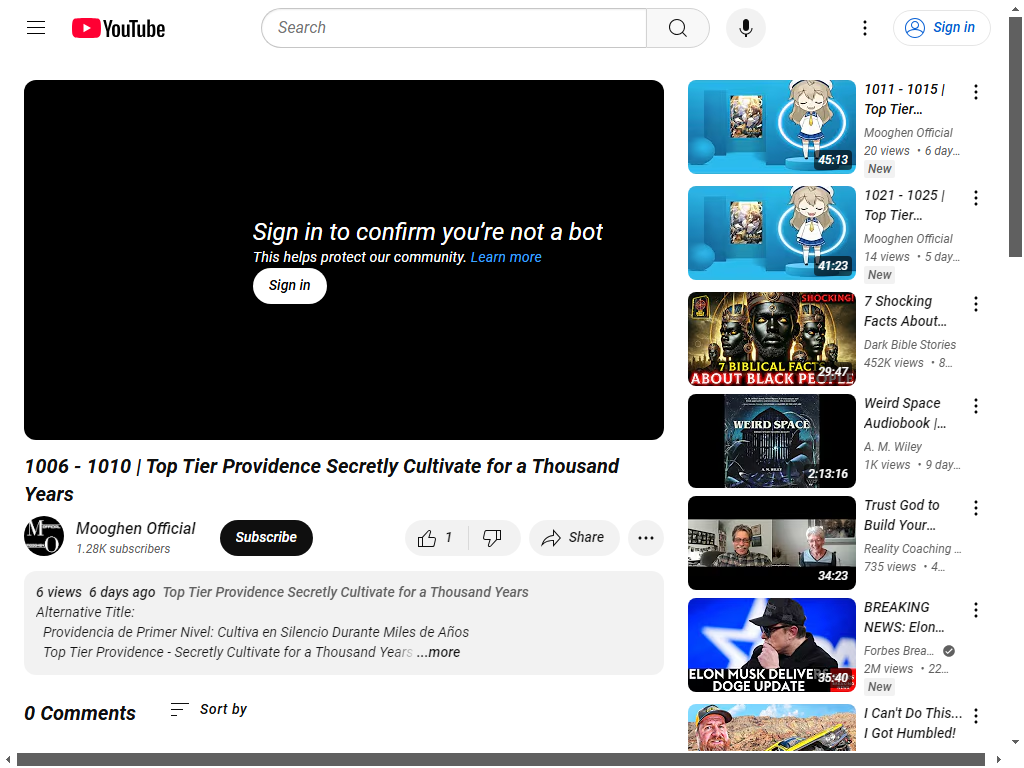 YouTube
Search
Sign in
Sign in to confirm you're not a bot
This helps protect our community. Learn more
Sign in
1006 - 1010 | Top Tier Providence Secretly Cultivate for a Thousand
Years
Mooghen Official
1.28K subscribers
Subscribe
1
Share
6 views 6 days ago Top Tier Providence Secretly Cultivate for a Thousand Years
Alternative Title:
Providencia de Primer Nivel: Cultiva en Silencio Durante Miles de Años
Top Tier Providence - Secretly Cultivate for a Thousand Years ...more
0 Comments
Sort by
45:13
1011 - 1015 |
Top Tier...
Mooghen Official
20 views • 6 day...
New
41:23
1021 - 1025 |
Top Tier...
Mooghen Official
14 views • 5 day...
New
SHOCKING!
7 BIBLICAL FACTS
ABOUT BLACK PEOPLE
29:47
7 Shocking
Facts About...
Dark Bible Stories
452K views • 8...
WEIRD SPACE
A. M. WILEY
2:13:16
Weird Space
Audiobook |...
A. M. Wiley
1K views • 9 day...
34:23
Trust God to
Build Your...
Reality Coaching ...
735 views • 4...
ELON MUSK DELIVERS
DOGE UPDATE
35:40
BREAKING
NEWS: Elon...
Forbes Brea...
2M views • 22...
New
I Can't Do This...
I Got Humbled!